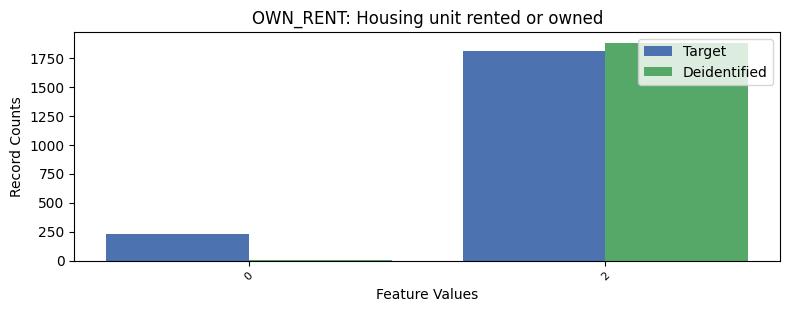 OWN_RENT: Housing unit rented or owned
Target
Deidentified
1750
1500
1250
1000
750
500
250
0
Record Counts
0
2
Feature Values